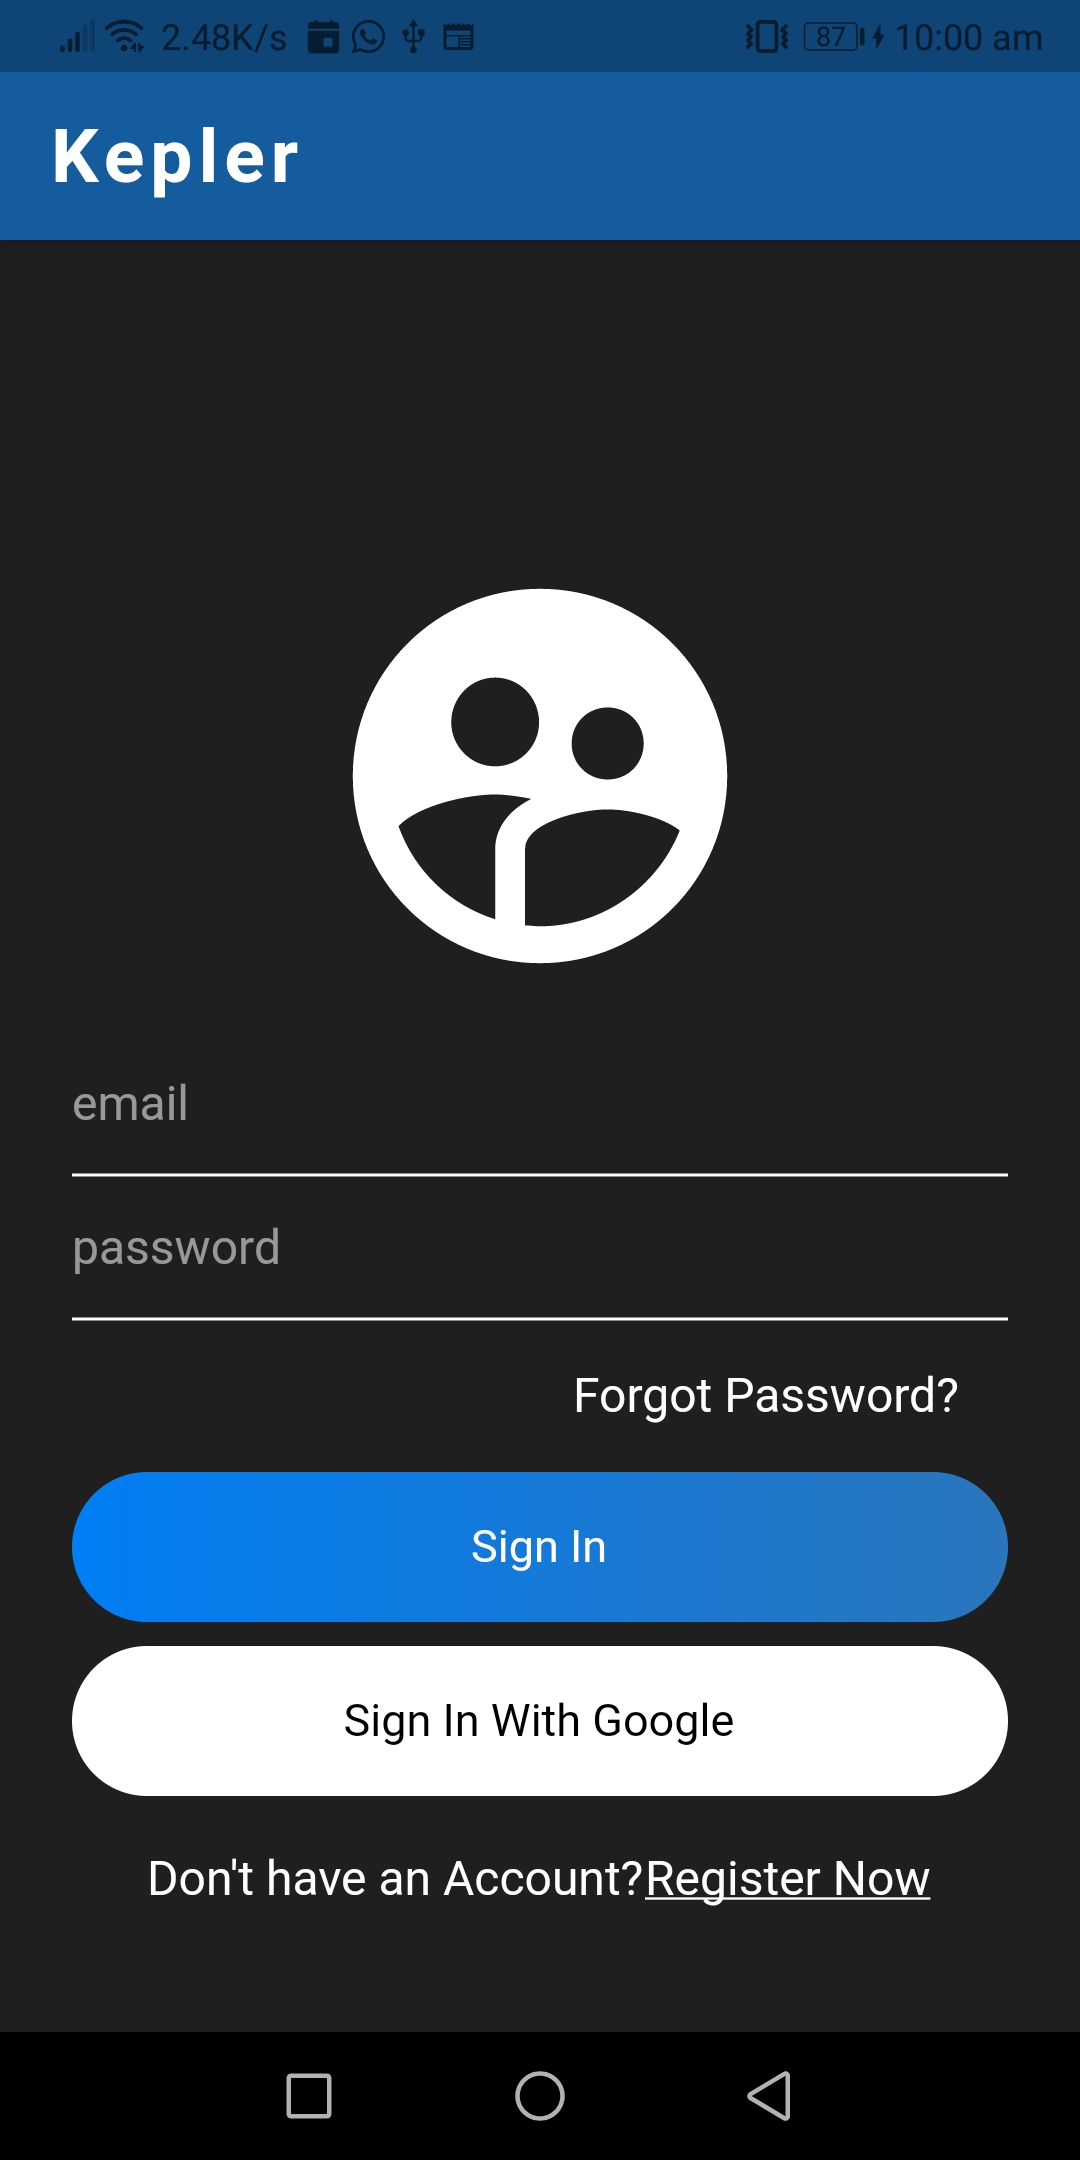 2.48K/s 87 10:00 am
Kepler
email
password
Forgot Password?
Sign In
Sign In With Google
Don't have an Account?Register Now